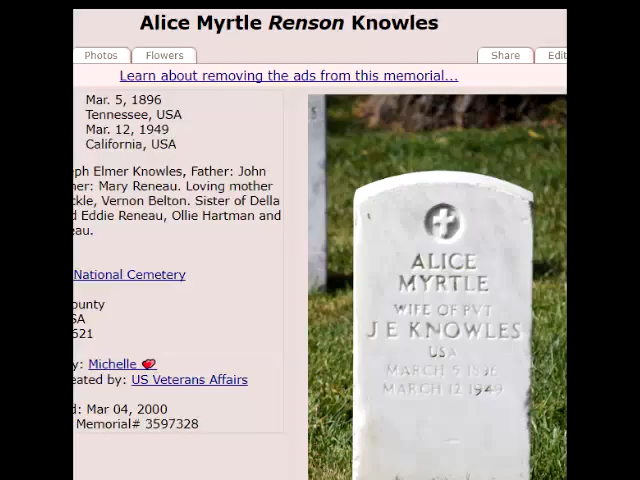 Alice Myrtle Renson Knowles
Photos
Flowers
Share
Edit
Learn about removing the ads from this memorial...
Mar. 5, 1896
Tennessee, USA
Mar. 12, 1949
California, USA
eph Elmer Knowles, Father: John
her: Mary Reneau. Loving mother
ckle, Vernon Belton. Sister of Della
d Eddie Reneau, Ollie Hartman and
eau.
National Cemetery
ounty
SA
621
y: Michelle
eated by: US Veterans Affairs
d: Mar 04, 2000
Memorial# 3597328
S
ALICE
MYRTLE
WIFE OF PVT
J E KNOWLES
USA
MARCH 5 1896
MARCH 12 1949